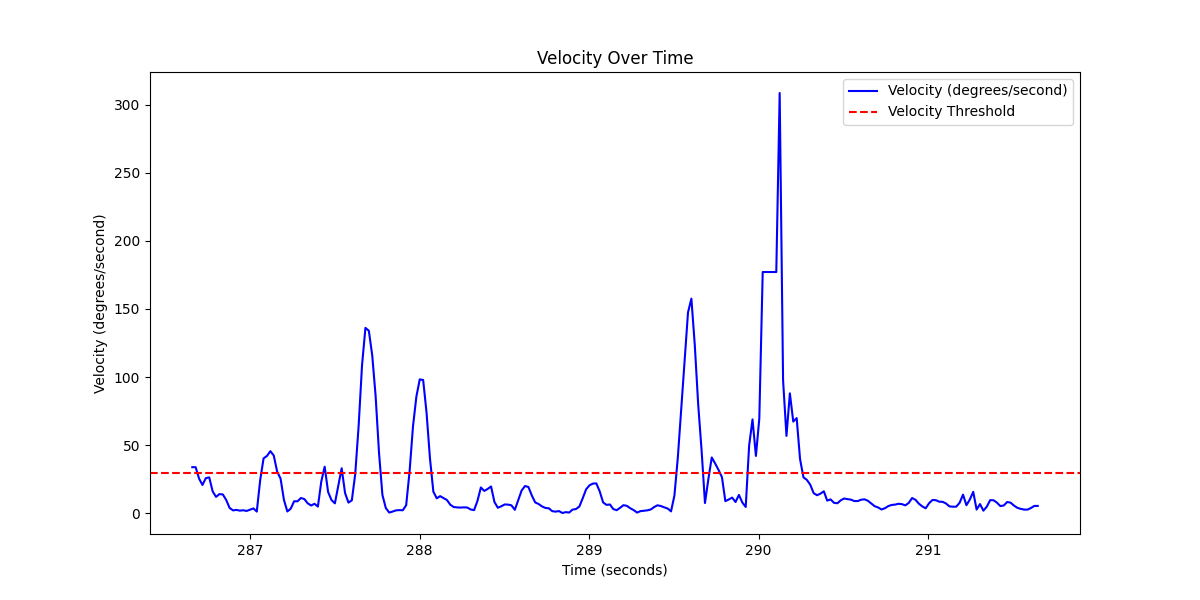 Velocity Over Time
Velocity (degrees/second)
Velocity Threshold
300
250
200
150
100
50
0
Velocity (degrees/second)
287
288
289
290
291
Time (seconds)